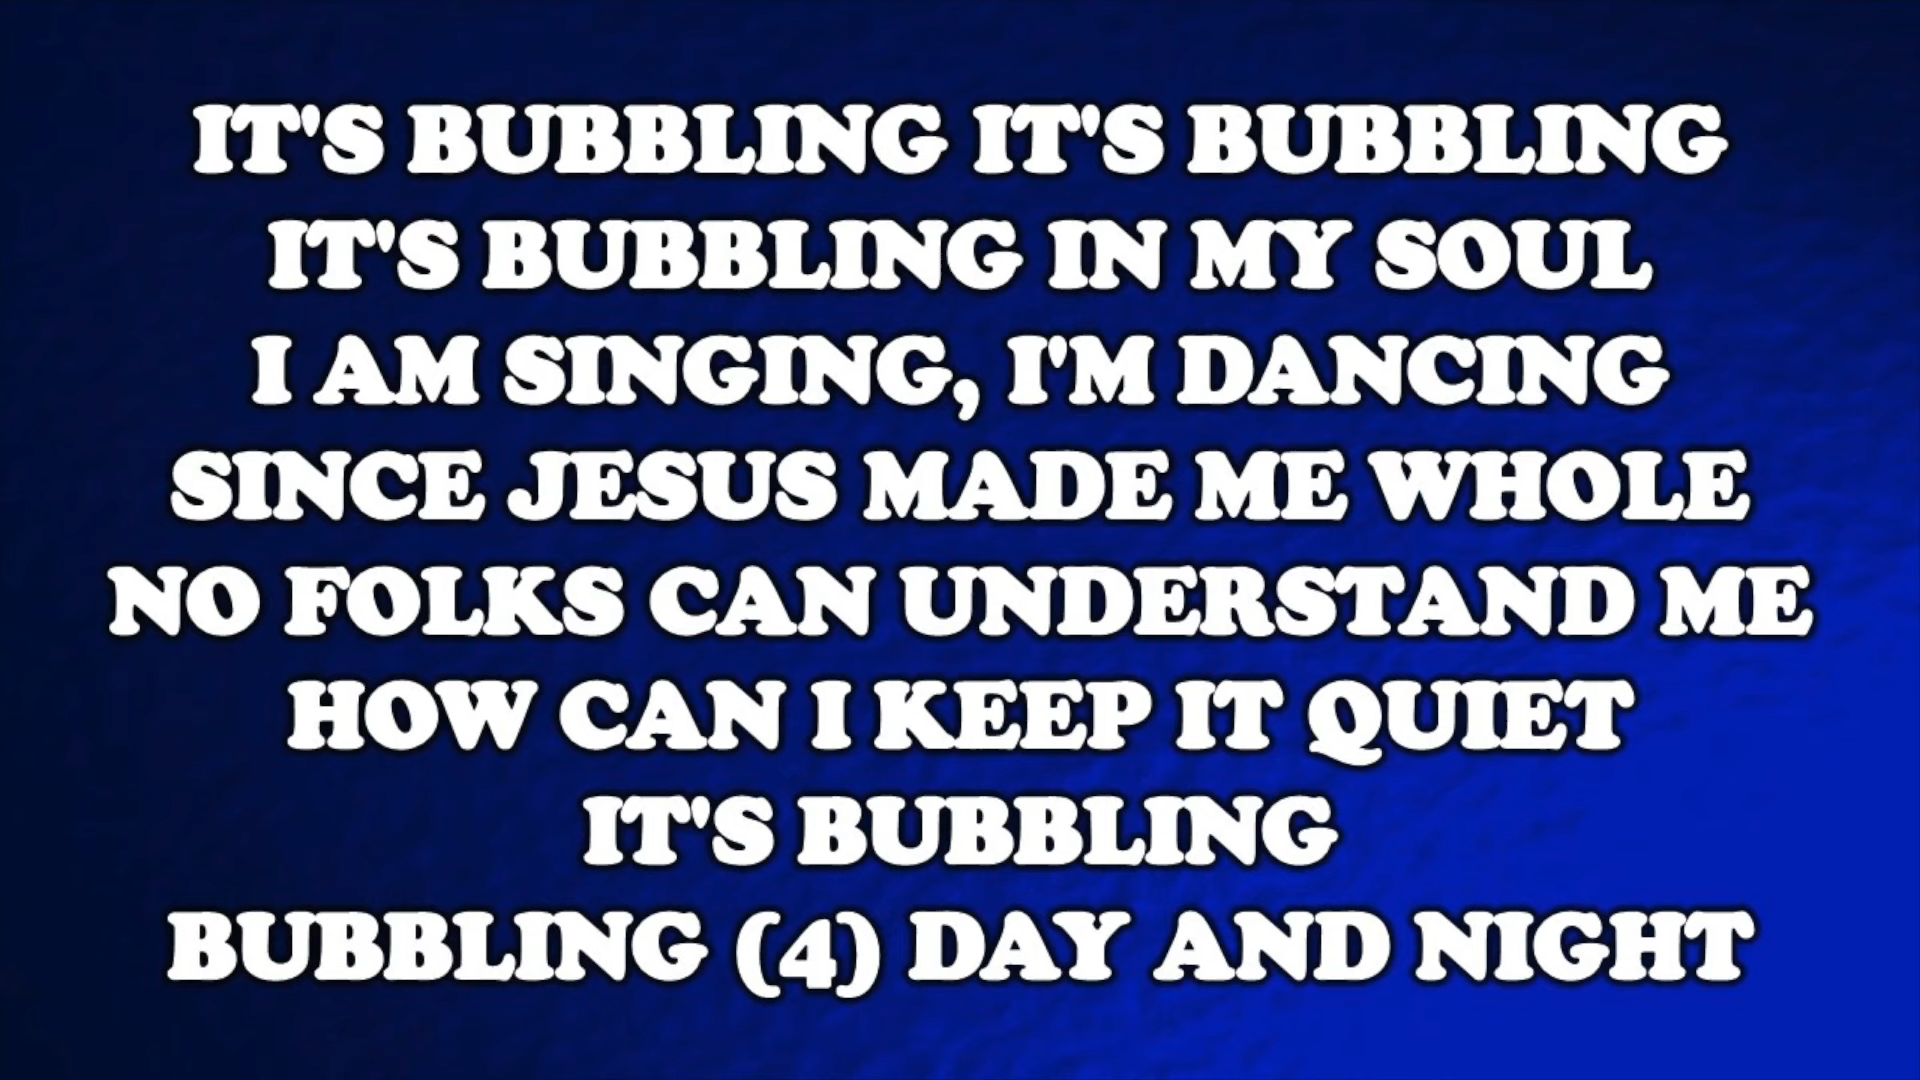 IT'S BUBBLING IT'S BUBBLING
IT'S BUBBLING IN MY SOUL
I AM SINGING, I'M DANCING
SINCE JESUS MADE ME WHOLE
NO FOLKS CAN UNDERSTAND ME
HOW CAN I KEEP IT QUIET
IT'S BUBBLING
BUBBLING (4) DAY AND NIGHT